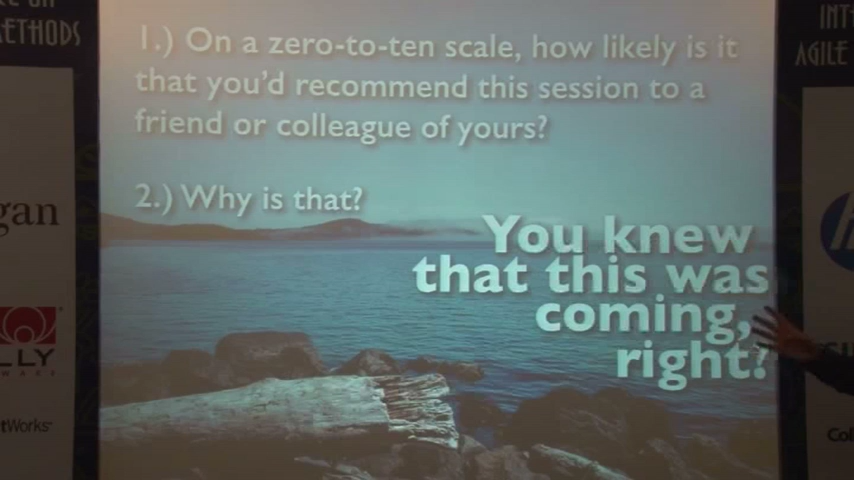 ETHODS
gan
LLY
WARE
tWorks
1.) On a zero-to-ten scale, how likely is it
that you'd recommend this session to a
friend or colleague of yours?
2.) Why is that?
You knew
that this was
coming,
right?
INT
AGILE
Col